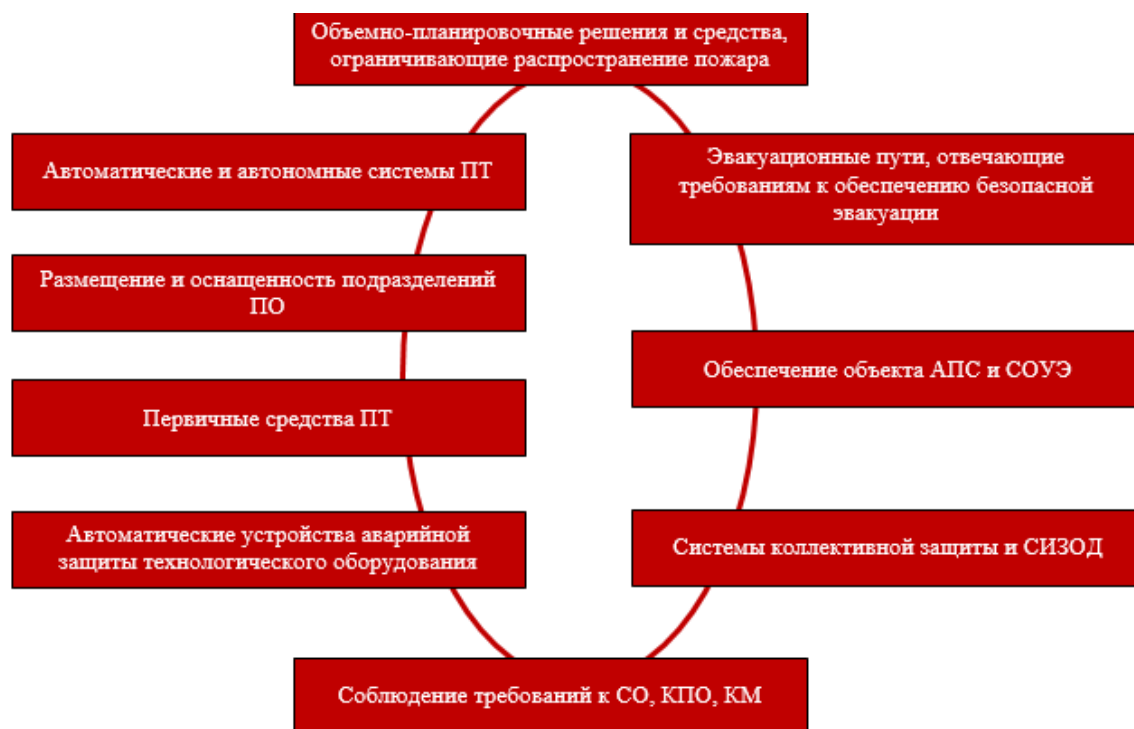 Объемно-планировочные решения и средства,
ограничивающие распространение пожара
Автоматические и автономные системы ПТ
Эвакуационные пути, отвечающие
требованиям к обеспечению безопасной
эвакуации
Размещение и оснащенность подразделений
ПО
Обеспечение объекта АПС и СОУЭ
Первичные средства ПТ
Автоматические устройства аварийной
защиты технологического оборудования
Системы коллективной защиты и СИЗОД
Соблюдение требований к СО, КПО, КМ